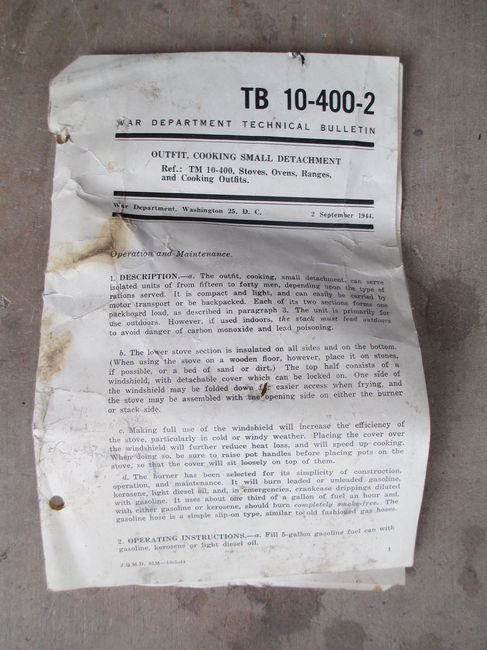 TB 10-400-2
WAR DEPARTMENT TECHNICAL BULLETIN
OUTFIT, COOKING SMALL DETACHMENT
Ref.: TM 10-400, Stoves, Ovens, Ranges,
and Cooking Outfits.
War Department, Washington 25, D. C. 2 September 1944.
Operation and Maintenance.
1. DESCRIPTION.—a. The outfit, cooking, small detachment, can serve
isolated units of from fifteen to forty men, depending upon the type of
rations served. It is compact and light, and can easily be carried by
motor transport or be backpacked. Each of its two sections forms one
packboard load, as described in paragraph 3. The unit is primarily for
use outdoors. However, if used indoors, the stack must lead outdoors
to avoid danger of carbon monoxide and lead poisoning.
b. The lower stove section is insulated on all sides and on the bottom.
(When using the stove on a wooden floor, however, place it on stones,
if possible, or a bed of sand or dirt.) The top half consists of a
windshield, with detachable cover which can be locked on. One side of
the windshield may be folded down for easier access when frying, and
the stove may be assembled with the opening side on either the burner
or stack side.
c. Making full use of the windshield will increase the efficiency of
the stove, particularly in cold or windy weather. Placing the cover over
the windshield will further reduce heat loss, and will speed up cooking.
When doing so, be sure to raise pot handles before placing pots on the
stove, so that the cover will sit loosely on top of them.
d. The burner has been selected for its simplicity of construction,
operation, and maintenance. It will burn leaded or unleaded gasoline,
kerosene, light diesel oil, and, in emergencies, crankcase drippings diluted
with gasoline. It uses about one third of a gallon of fuel an hour and,
with either gasoline or kerosene, should burn completely smoke-free. The
gasoline hose is a simple slip-on type, similar to old fashioned gas hoses.
2. OPERATING INSTRUCTIONS.—a. Fill 5-gallon gasoline fuel can with
gasoline, kerosene or light diesel oil.
1